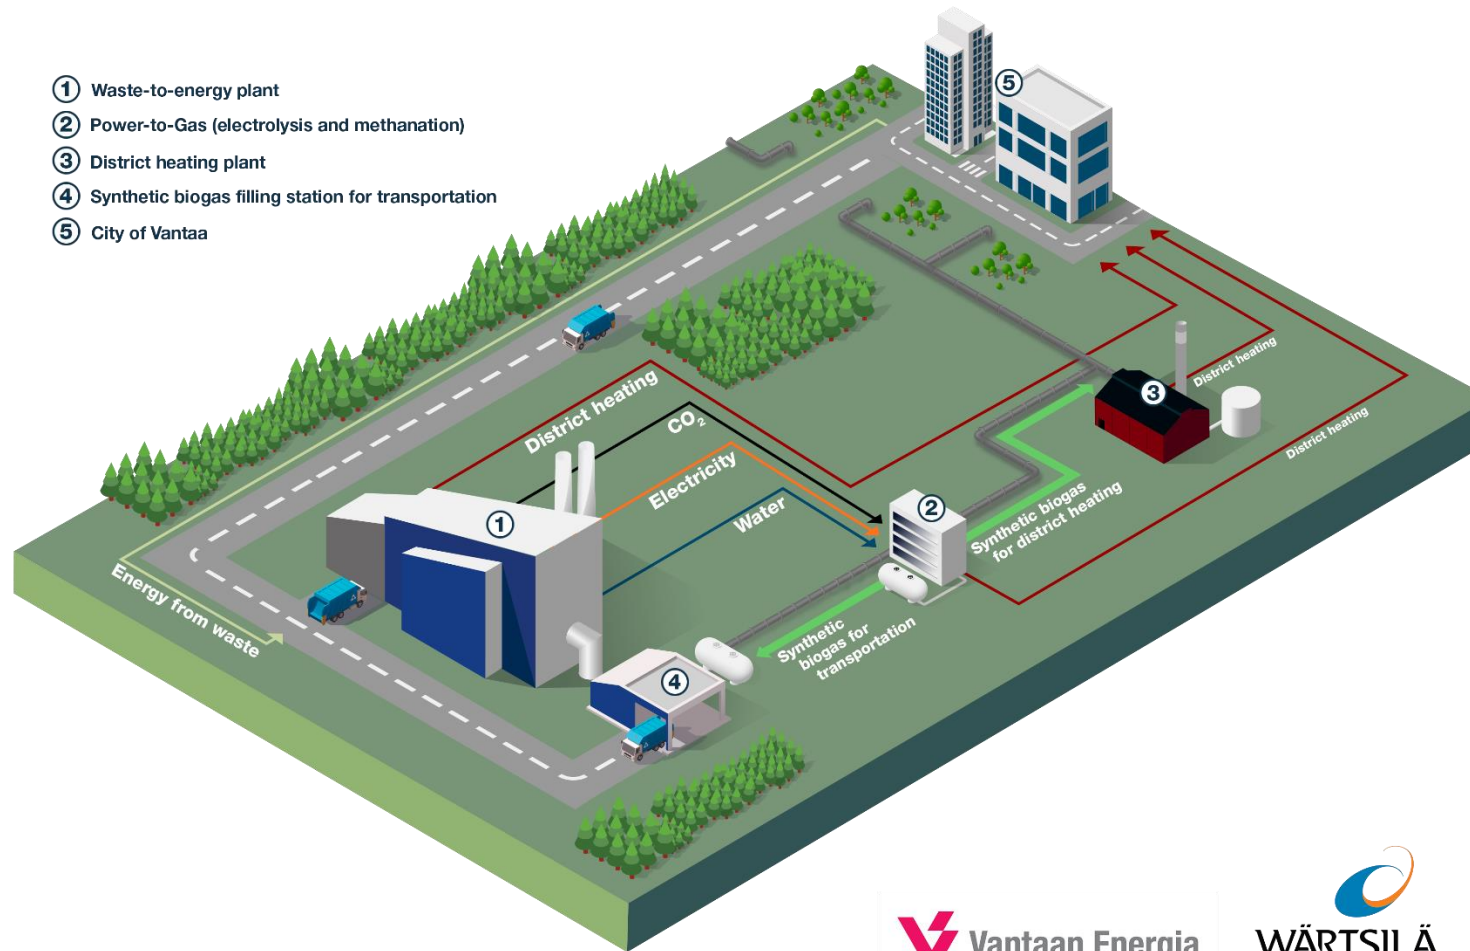 1 Waste-to-energy plant
2 Power-to-Gas (electrolysis and methanation)
3 District heating plant
4 Synthetic biogas filling station for transportation
5 City of Vantaa
5
District heating
CO₂
Electricity
Water
1
2
3
4
District heating
District heating
Synthetic biogas
for district heating
Synthetic
biogas for
transportation
Energy from waste
Vantaan Energia
WÄRTSILÄ